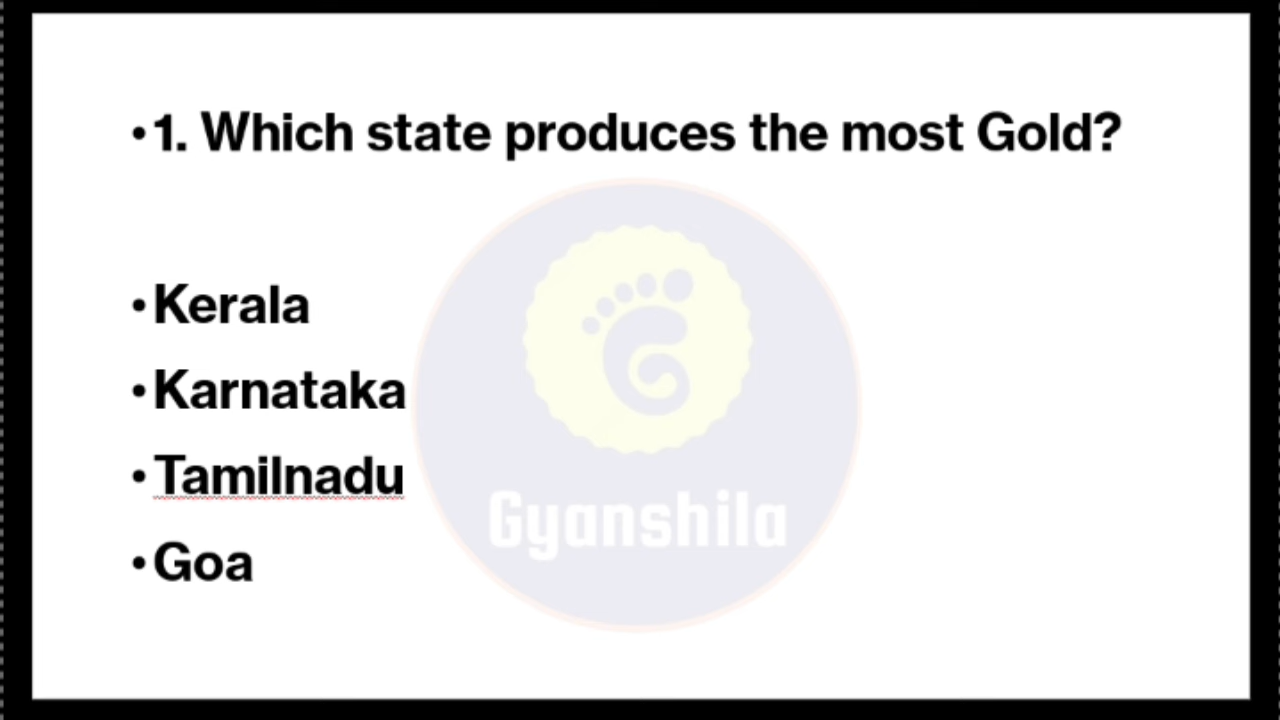 •1. Which state produces the most Gold?
•Kerala
•Karnataka
•Tamilnadu
•Goa
Gyanshila